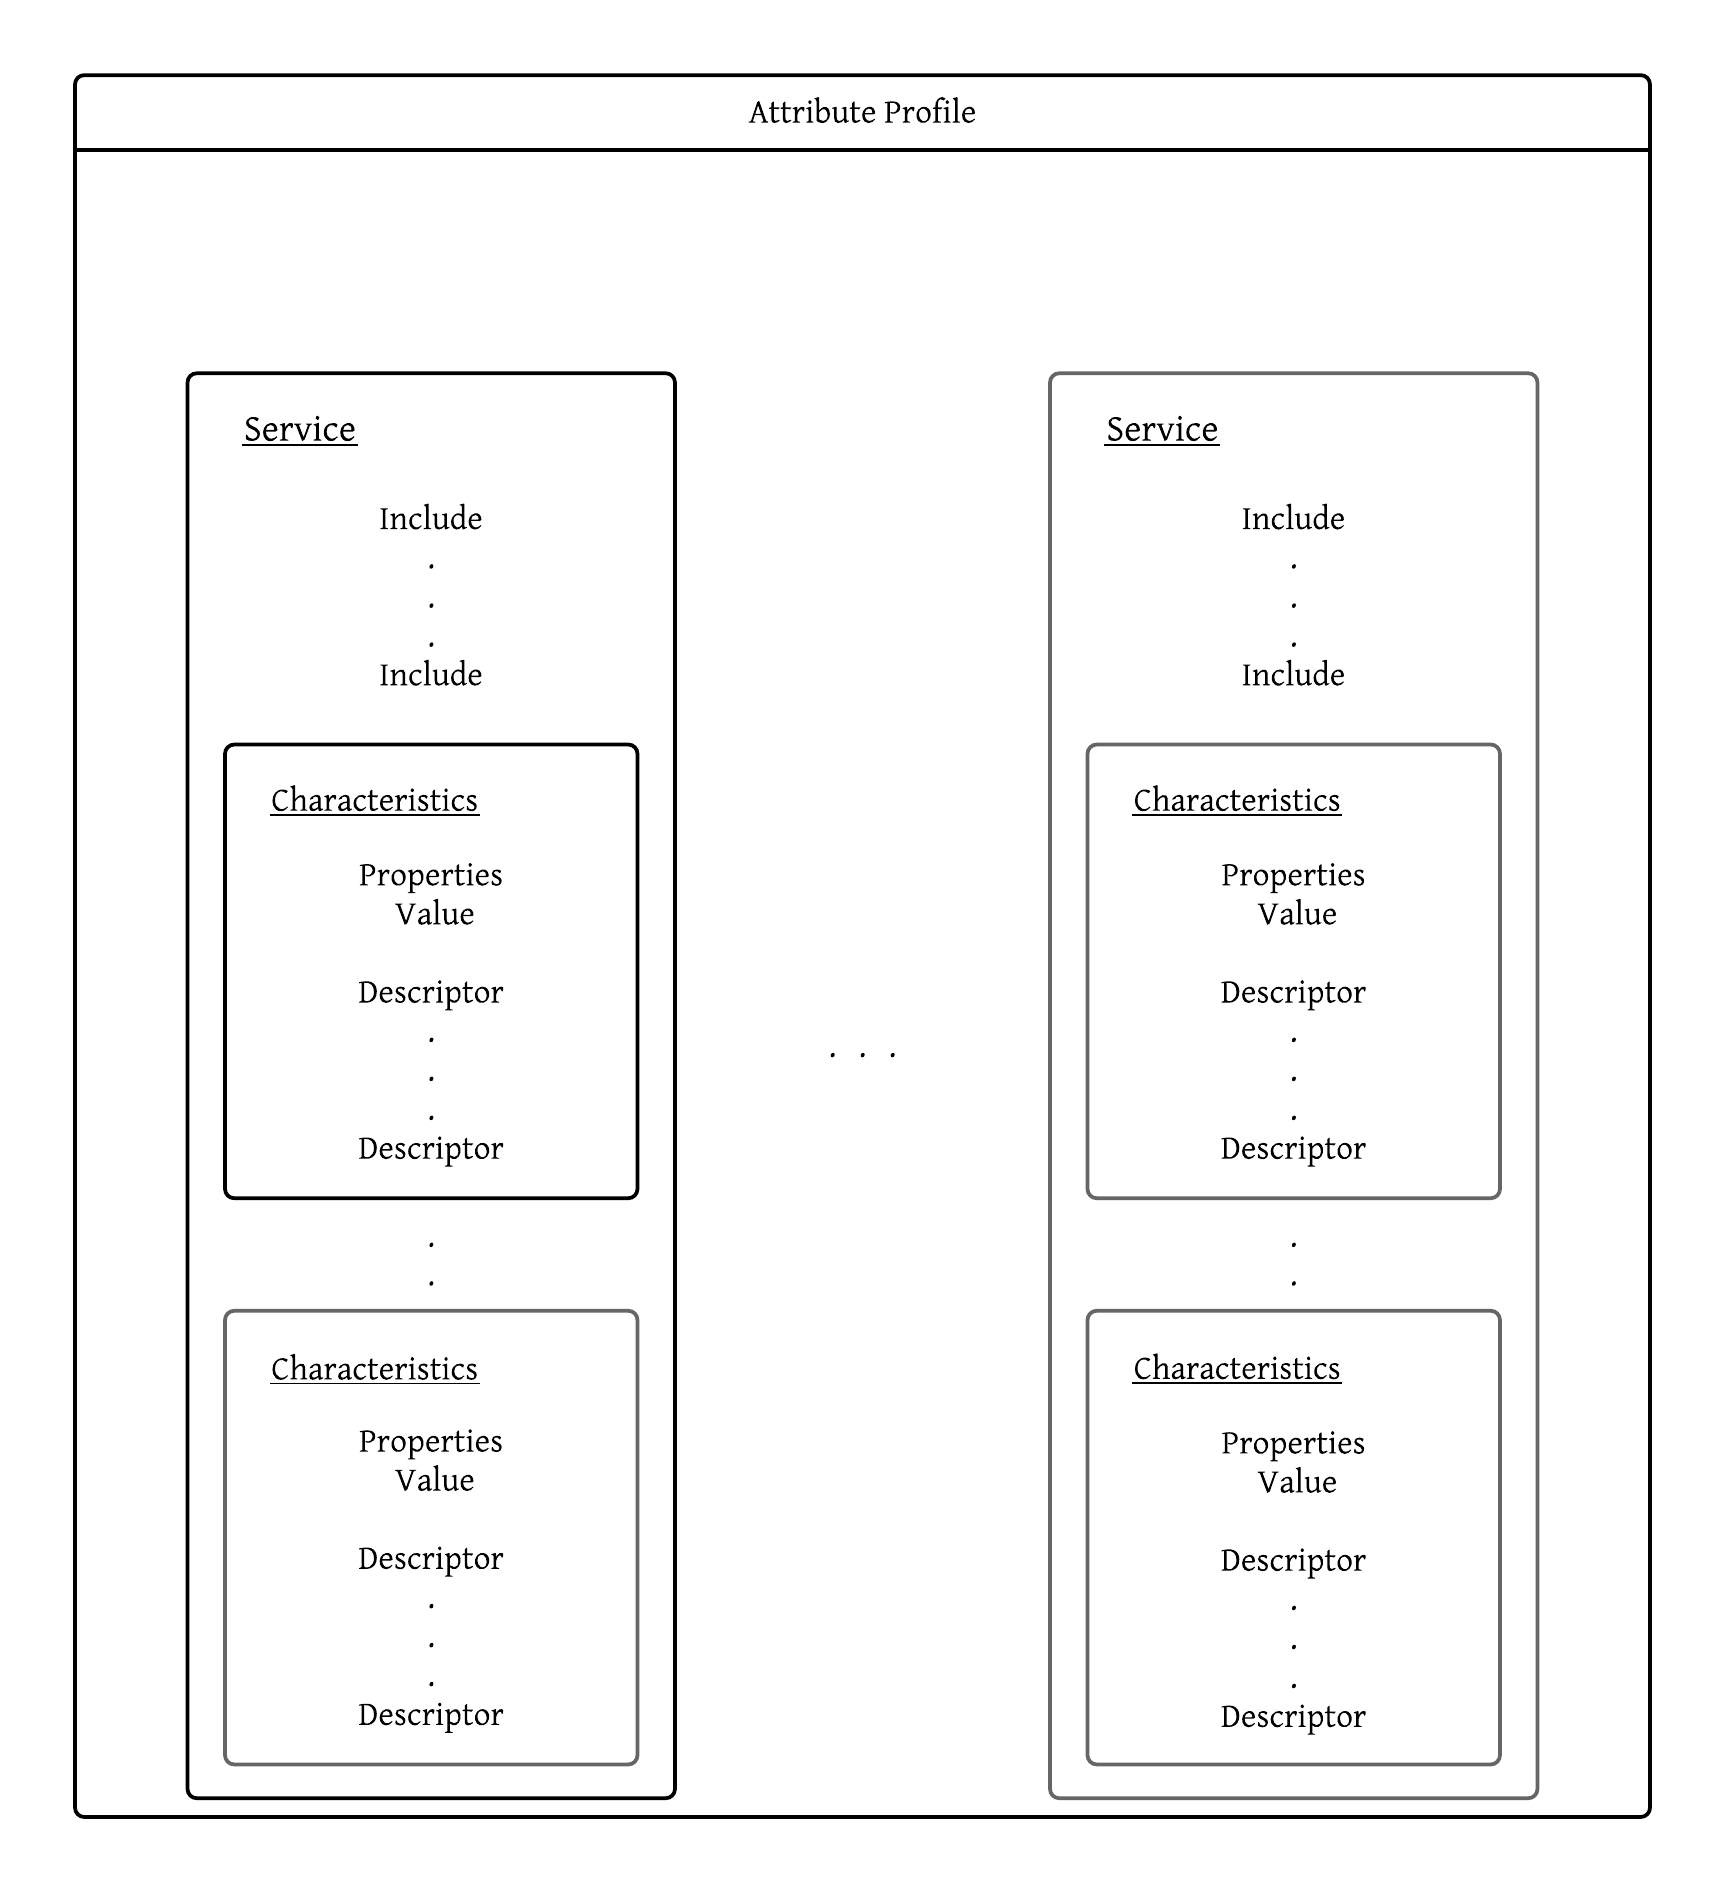 Attribute Profile
Service
Include
.
.
.
Include
Characteristics
Properties
Value
Descriptor
.
.
.
Descriptor
.
.
Characteristics
Properties
Value
Descriptor
.
.
.
Descriptor
. . .
Service
Include
.
.
.
Include
Characteristics
Properties
Value
Descriptor
.
.
.
Descriptor
.
.
Characteristics
Properties
Value
Descriptor
.
.
.
Descriptor